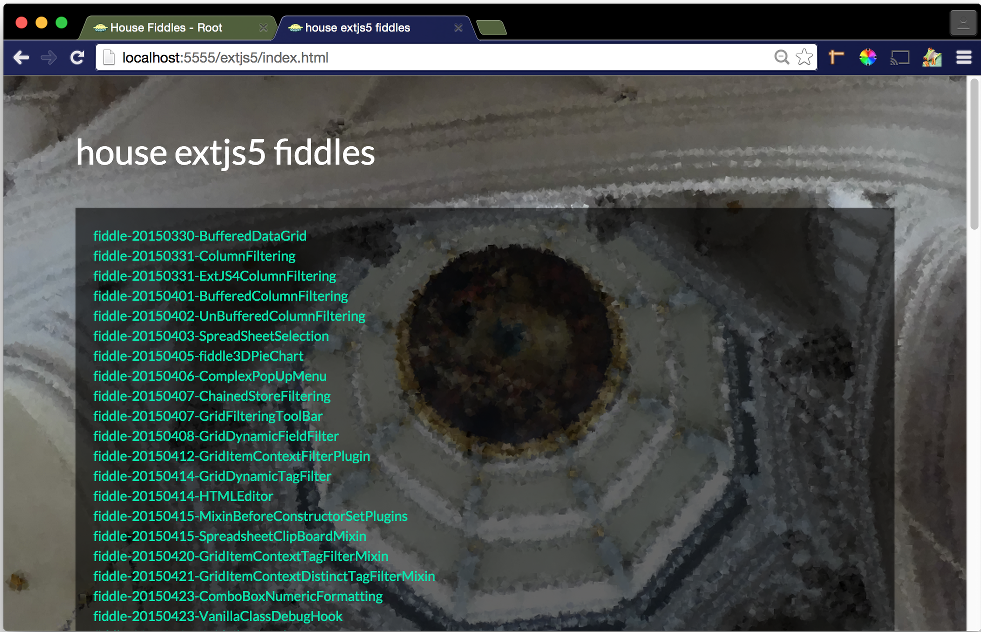 House Fiddles - Root
house extjs5 fiddles
localhost:5555/extjs5/index.html
house extjs5 fiddles
fiddle-20150330-BufferedDataGrid
fiddle-20150331-ColumnFiltering
fiddle-20150331-ExtJS4ColumnFiltering
fiddle-20150401-BufferedColumnFiltering
fiddle-20150402-UnBufferedColumnFiltering
fiddle-20150403-SpreadSheetSelection
fiddle-20150405-fiddle3DPieChart
fiddle-20150406-ComplexPopUpMenu
fiddle-20150407-ChainedStoreFiltering
fiddle-20150407-GridFilteringToolBar
fiddle-20150408-GridDynamicFieldFilter
fiddle-20150412-GridItemContextFilterPlugin
fiddle-20150414-GridDynamicTagFilter
fiddle-20150414-HTMLEditor
fiddle-20150415-MixinBeforeConstructorSetPlugins
fiddle-20150415-SpreadsheetClipBoardMixin
fiddle-20150420-GridItemContextTagFilterMixin
fiddle-20150421-GridItemContextDistinctTagFilterMixin
fiddle-20150423-ComboBoxNumericFormatting
fiddle-20150423-VanillaClassDebugHook